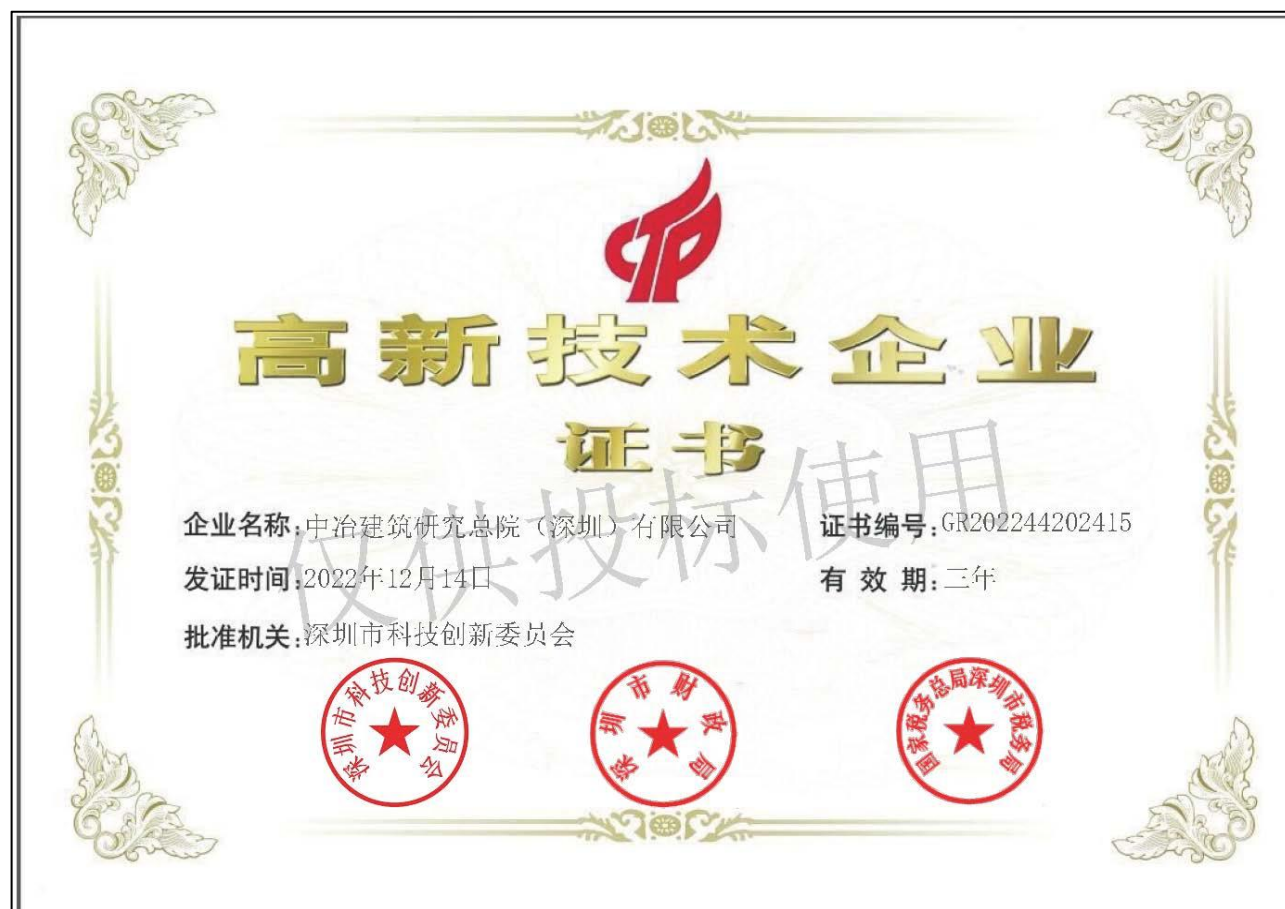 CTP
高新技术企业
证书
企业名称:中冶建筑研究总院（深圳）有限公司
证书编号:GR202244202415
发证时间:2022年12月14日
有效期:三年
批准机关:深圳市科技创新委员会
仅供投标使用
深圳市科技创新委员会
深圳市财政局
国家税务总局深圳市税务局